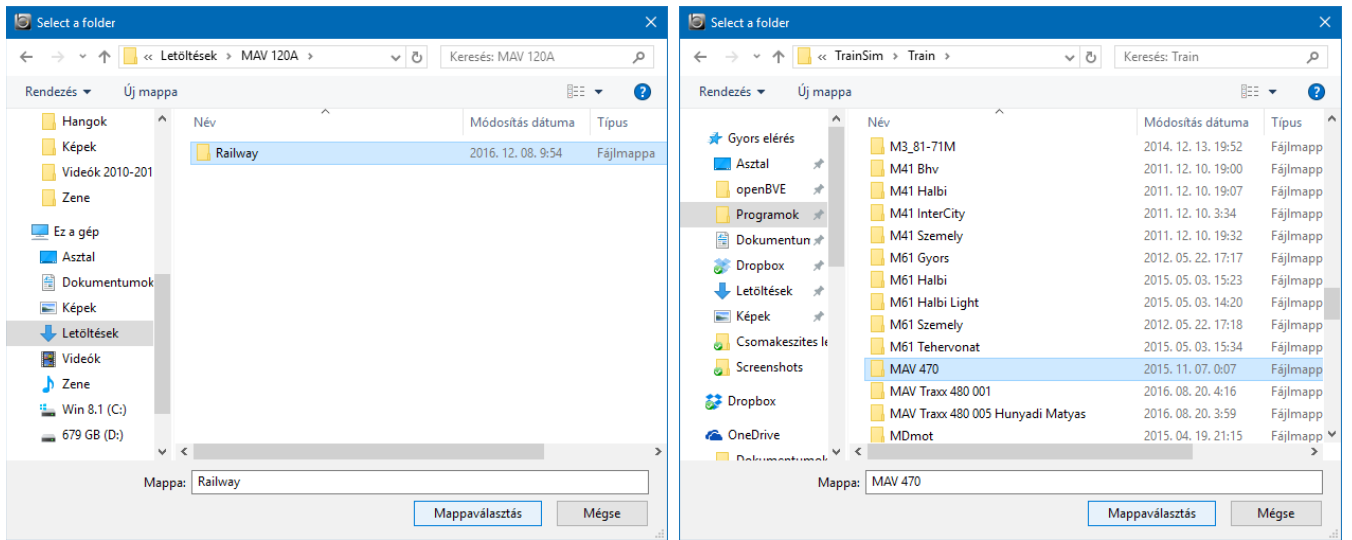 Select a folder
« Letöltések › MAV 120A ›
Keresés: MAV 120A
Rendezés
Új mappa
Hangok
Képek
Videók 2010-201
Zene
Ez a gép
Asztal
Dokumentumok
Képek
Letöltések
Videók
Zene
Win 8.1 (C:)
679 GB (D:)
Név Módosítás dátuma Típus
Railway 2016. 12. 08. 9:54 Fájlmappa
Mappa: Railway
Mappaválasztás Mégse
Select a folder
« TrainSim › Train ›
Keresés: Train
Rendezés
Új mappa
Gyors elérés
Asztal
openBVE
Programok
Dokumentun
Dropbox
Letöltések
Képek
Csomakeszites le
Screenshots
Dropbox
OneDrive
Dokumentumok
Név Módosítás dátuma Típus
M3_81-71M 2014. 12. 13. 19:52 Fájlmapp
M41 Bhv 2011. 12. 10. 19:00 Fájlmapp
M41 Halbi 2011. 12. 10. 19:07 Fájlmapp
M41 InterCity 2011. 12. 10. 3:34 Fájlmapp
M41 Szemely 2011. 12. 10. 19:32 Fájlmapp
M61 Gyors 2012. 05. 22. 17:17 Fájlmapp
M61 Halbi 2015. 05. 03. 15:23 Fájlmapp
M61 Halbi Light 2015. 05. 03. 14:20 Fájlmapp
M61 Szemely 2012. 05. 22. 17:18 Fájlmapp
M61 Tehervonat 2015. 05. 03. 15:34 Fájlmapp
MAV 470 2015. 11. 07. 0:07 Fájlmapp
MAV Traxx 480 001 2016. 08. 20. 4:16 Fájlmapp
MAV Traxx 480 005 Hunyadi Matyas 2016. 08. 20. 3:59 Fájlmapp
MDmot 2015. 04. 19. 21:15 Fájlmapp
Mappa: MAV 470
Mappaválasztás Mégse